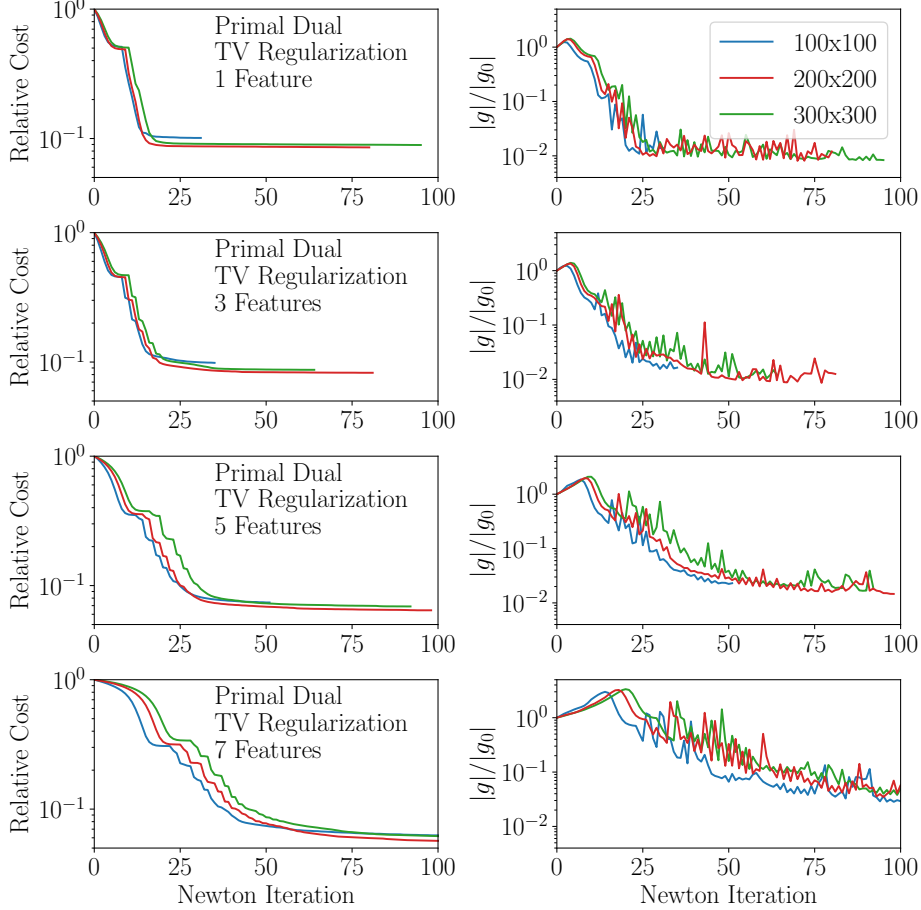 Relative Cost
10^0
10^{-1}
Primal Dual
TV Regularization
1 Feature
0 25 50 75 100
|g|/|g_0|
10^0
10^{-1}
10^{-2}
100x100
200x200
300x300
0 25 50 75 100
Relative Cost
10^0
10^{-1}
Primal Dual
TV Regularization
3 Features
0 25 50 75 100
|g|/|g_0|
10^0
10^{-1}
10^{-2}
0 25 50 75 100
Relative Cost
10^0
10^{-1}
Primal Dual
TV Regularization
5 Features
0 25 50 75 100
|g|/|g_0|
10^0
10^{-1}
10^{-2}
0 25 50 75 100
Relative Cost
10^0
10^{-1}
Primal Dual
TV Regularization
7 Features
0 25 50 75 100
Newton Iteration
|g|/|g_0|
10^0
10^{-1}
10^{-2}
0 25 50 75 100
Newton Iteration